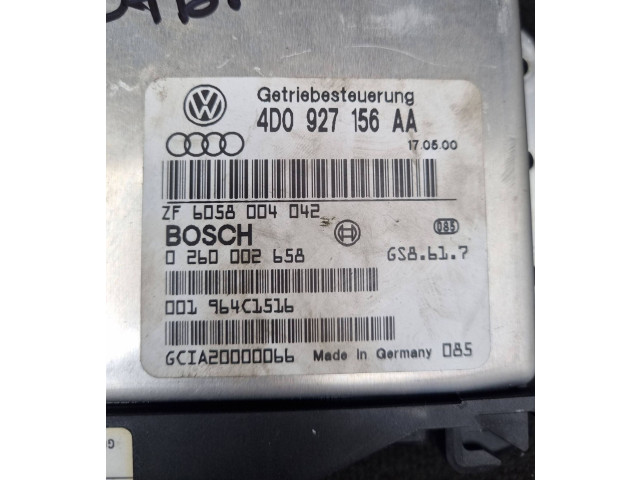 Getriebesteuerung
4D0 927 156 AA
17.05.00
ZF 6058 004 042
BOSCH
085
0 260 002 658
GS8.61.7
001 964C1516
GCIA20000066 Made in Germany 085